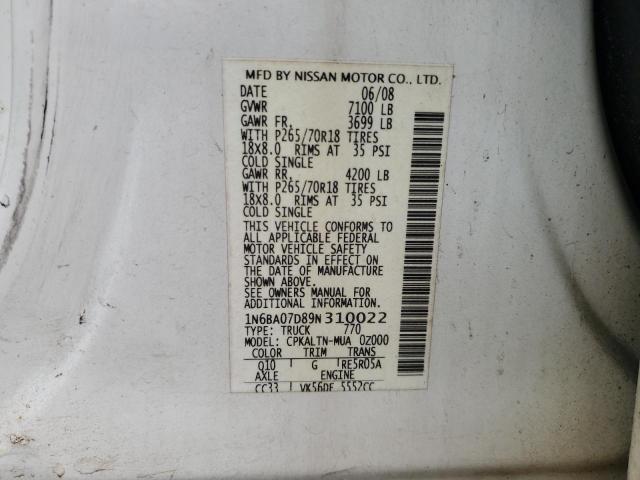 MFD BY NISSAN MOTOR CO., LTD.
DATE 06/08
GVWR 7100 LB
GAWR FR. 3699 LB
WITH P265/70R18 TIRES
18X8.0 RIMS AT 35 PSI
COLD SINGLE
GAWR RR. 4200 LB
WITH P265/70R18 TIRES
18X8.0 RIMS AT 35 PSI
COLD SINGLE
THIS VEHICLE CONFORMS TO
ALL APPLICABLE FEDERAL
MOTOR VEHICLE SAFETY
STANDARDS IN EFFECT ON
THE DATE OF MANUFACTURE
SHOWN ABOVE.
SEE OWNERS MANUAL FOR
ADDITIONAL INFORMATION.
1N6BA07D89N310022
TYPE: TRUCK 770
MODEL: CPKALTN-MUA 0Z000
COLOR TRIM TRANS
Q10 G RE5R05A
AXLE ENGINE
CC33 VK56DE 5552CC